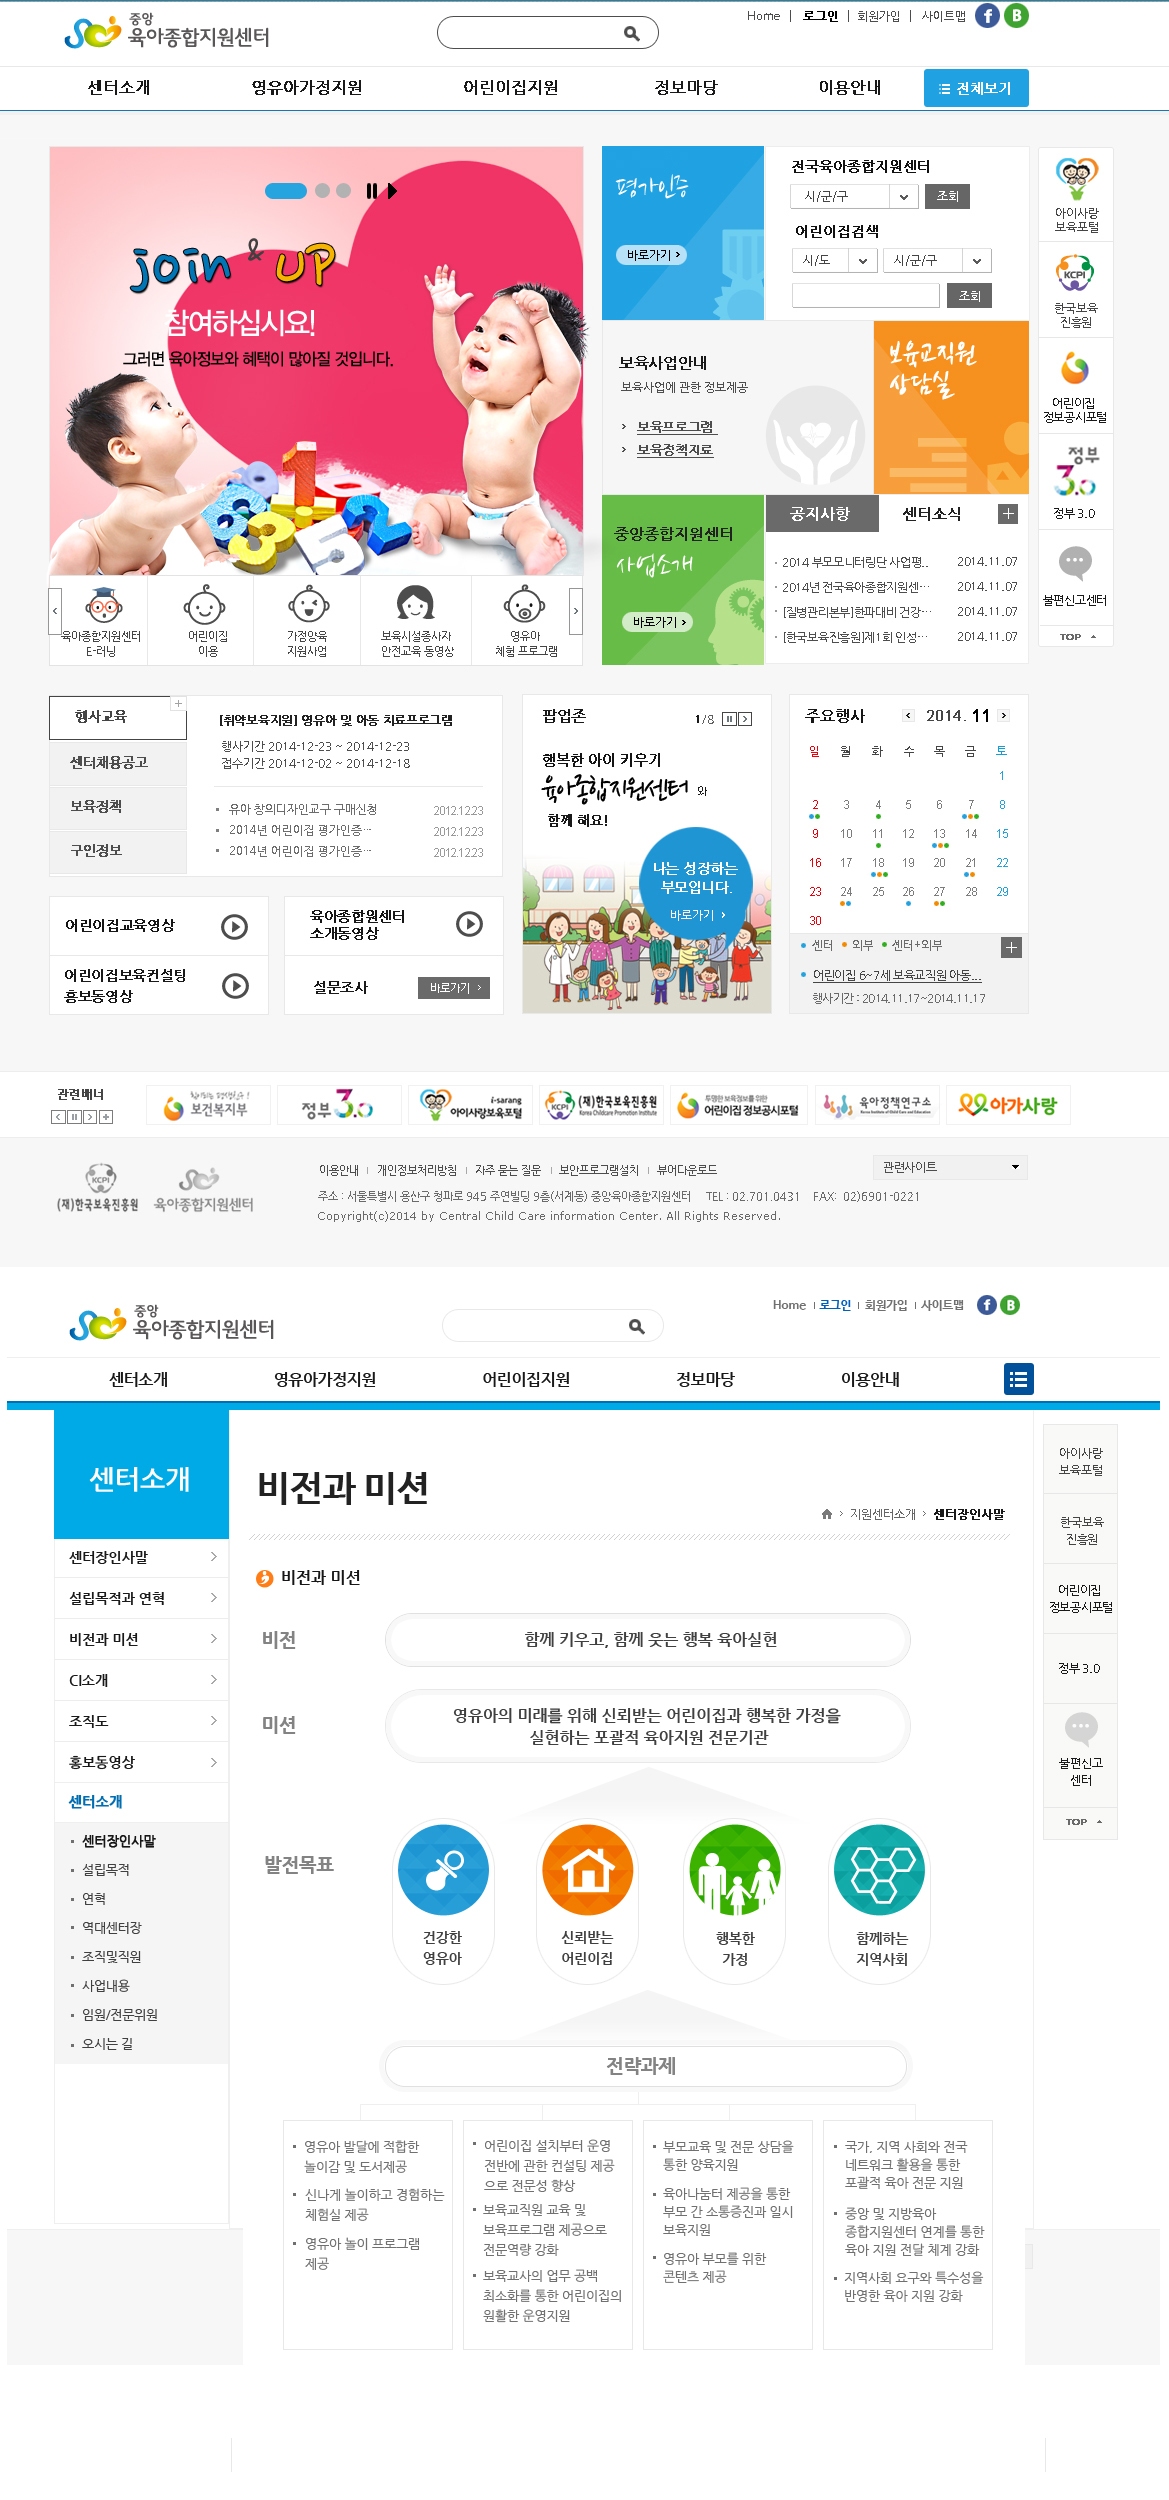 중앙
육아종합지원센터
Home | 로그인 | 회원가입 | 사이트맵
센터소개 영유아가정지원 어린이집지원 정보마당 이용안내 전체보기
join & UP
참여하십시요!
그러면 육아정보와 혜택이 많아질 것입니다.
육아종합지원센터
E-러닝
어린이집
이용
가정양육
지원사업
보육시설종사자
안전교육 동영상
영유아
체험 프로그램
평가인증
바로가기
전국육아종합지원센터
시/군/구 조회
어린이집검색
시/도 시/군/구
조회
보육사업안내
보육사업에 관한 정보제공
보육프로그램
보육정책자료
보육교직원
상담실
중앙종합지원센터
사업소개
바로가기
공지사항 센터소식
2014 부모모니터링단 사업평.. 2014.11.07
2014년 전국육아종합지원센… 2014.11.07
[질병관리본부]한파대비 건강… 2014.11.07
[한국보육진흥원]제1회 인성… 2014.11.07
아이사랑
보육포털
KCPI
한국보육
진흥원
어린이집
정보공시포털
정부
3.0
정부 3.0
불편신고센터
TOP
행사교육
센터채용공고
보육정책
구인정보
[취약보육지원] 영유아 및 아동 치료프로그램
행사기간 2014-12-23 ~ 2014-12-23
접수기간 2014-12-02 ~ 2014-12-18
유아 창의디자인교구 구매신청 2012.12.23
2014년 어린이집 평가인증… 2012.12.23
2014년 어린이집 평가인증… 2012.12.23
어린이집교육영상
어린이집보육컨설팅
홍보동영상
육아종합원센터
소개동영상
설문조사 바로가기
팝업존 1/8
행복한 아이 키우기
육아종합지원센터 와
함께 해요!
나는 성장하는
부모입니다.
바로가기
주요행사 2014. 11
일 월 화 수 목 금 토
1
2 3 4 5 6 7 8
9 10 11 12 13 14 15
16 17 18 19 20 21 22
23 24 25 26 27 28 29
30
센터 외부 센터+외부
어린이집 6~7세 보육교직원 아동...
행사기간 : 2014.11.17~2014.11.17
관련배너
보건복지부
정부 3.0
i-sarang
아이사랑보육포털
KCPI (재)한국보육진흥원
Korea Childcare Promotion Institute
투명한 보육정보를 위한
어린이집 정보공시포털
육아정책연구소
Korea Institute of Child Care and Education
아가사랑
KCPI
(재)한국보육진흥원
육아종합지원센터
이용안내 | 개인정보처리방침 | 자주 묻는 질문 | 보안프로그램설치 | 뷰어다운로드
관련사이트
주소 : 서울특별시 용산구 청파로 945 주연빌딩 9층(서계동) 중앙육아종합지원센터 TEL : 02.701.0431 FAX: 02)6901-0221
Copyright(c)2014 by Central Child Care information Center. All Rights Reserved.
중앙
육아종합지원센터
Home | 로그인 | 회원가입 | 사이트맵
센터소개 영유아가정지원 어린이집지원 정보마당 이용안내
센터소개
센터장인사말
설립목적과 연혁
비전과 미션
CI소개
조직도
홍보동영상
센터소개
센터장인사말
설립목적
연혁
역대센터장
조직및직원
사업내용
임원/전문위원
오시는 길
비전과 미션
지원센터소개 > 센터장인사말
비전과 미션
비전
함께 키우고, 함께 웃는 행복 육아실현
미션
영유아의 미래를 위해 신뢰받는 어린이집과 행복한 가정을
실현하는 포괄적 육아지원 전문기관
발전목표
건강한
영유아
신뢰받는
어린이집
행복한
가정
함께하는
지역사회
전략과제
영유아 발달에 적합한
놀이감 및 도서제공
신나게 놀이하고 경험하는
체험실 제공
영유아 놀이 프로그램
제공
어린이집 설치부터 운영
전반에 관한 컨설팅 제공
으로 전문성 향상
보육교직원 교육 및
보육프로그램 제공으로
전문역량 강화
보육교사의 업무 공백
최소화를 통한 어린이집의
원활한 운영지원
부모교육 및 전문 상담을
통한 양육지원
육아나눔터 제공을 통한
부모 간 소통증진과 일시
보육지원
영유아 부모를 위한
콘텐츠 제공
국가, 지역 사회와 전국
네트워크 활용을 통한
포괄적 육아 전문 지원
중앙 및 지방육아
종합지원센터 연계를 통한
육아 지원 전달 체계 강화
지역사회 요구와 특수성을
반영한 육아 지원 강화
아이사랑
보육포털
한국보육
진흥원
어린이집
정보공시포털
정부 3.0
불편신고
센터
TOP